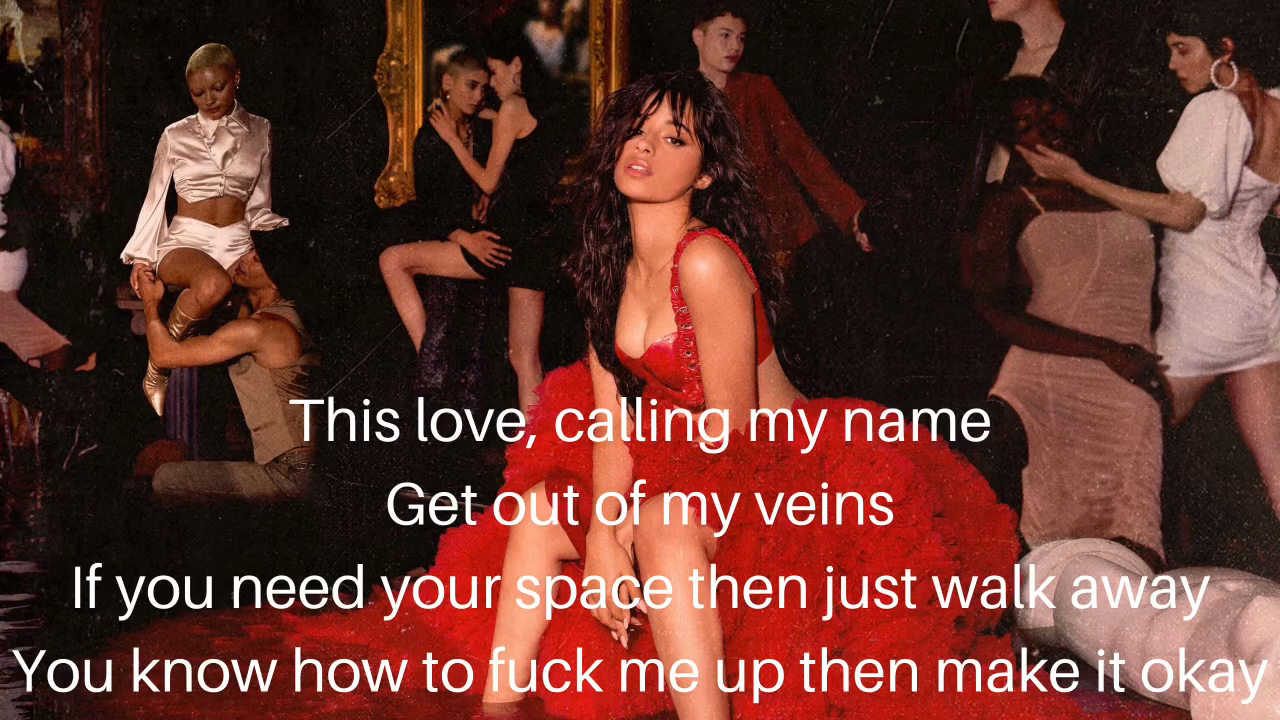 This love, calling my name
Get out of my veins
If you need your space then just walk away
You know how to fuck me up then make it okay